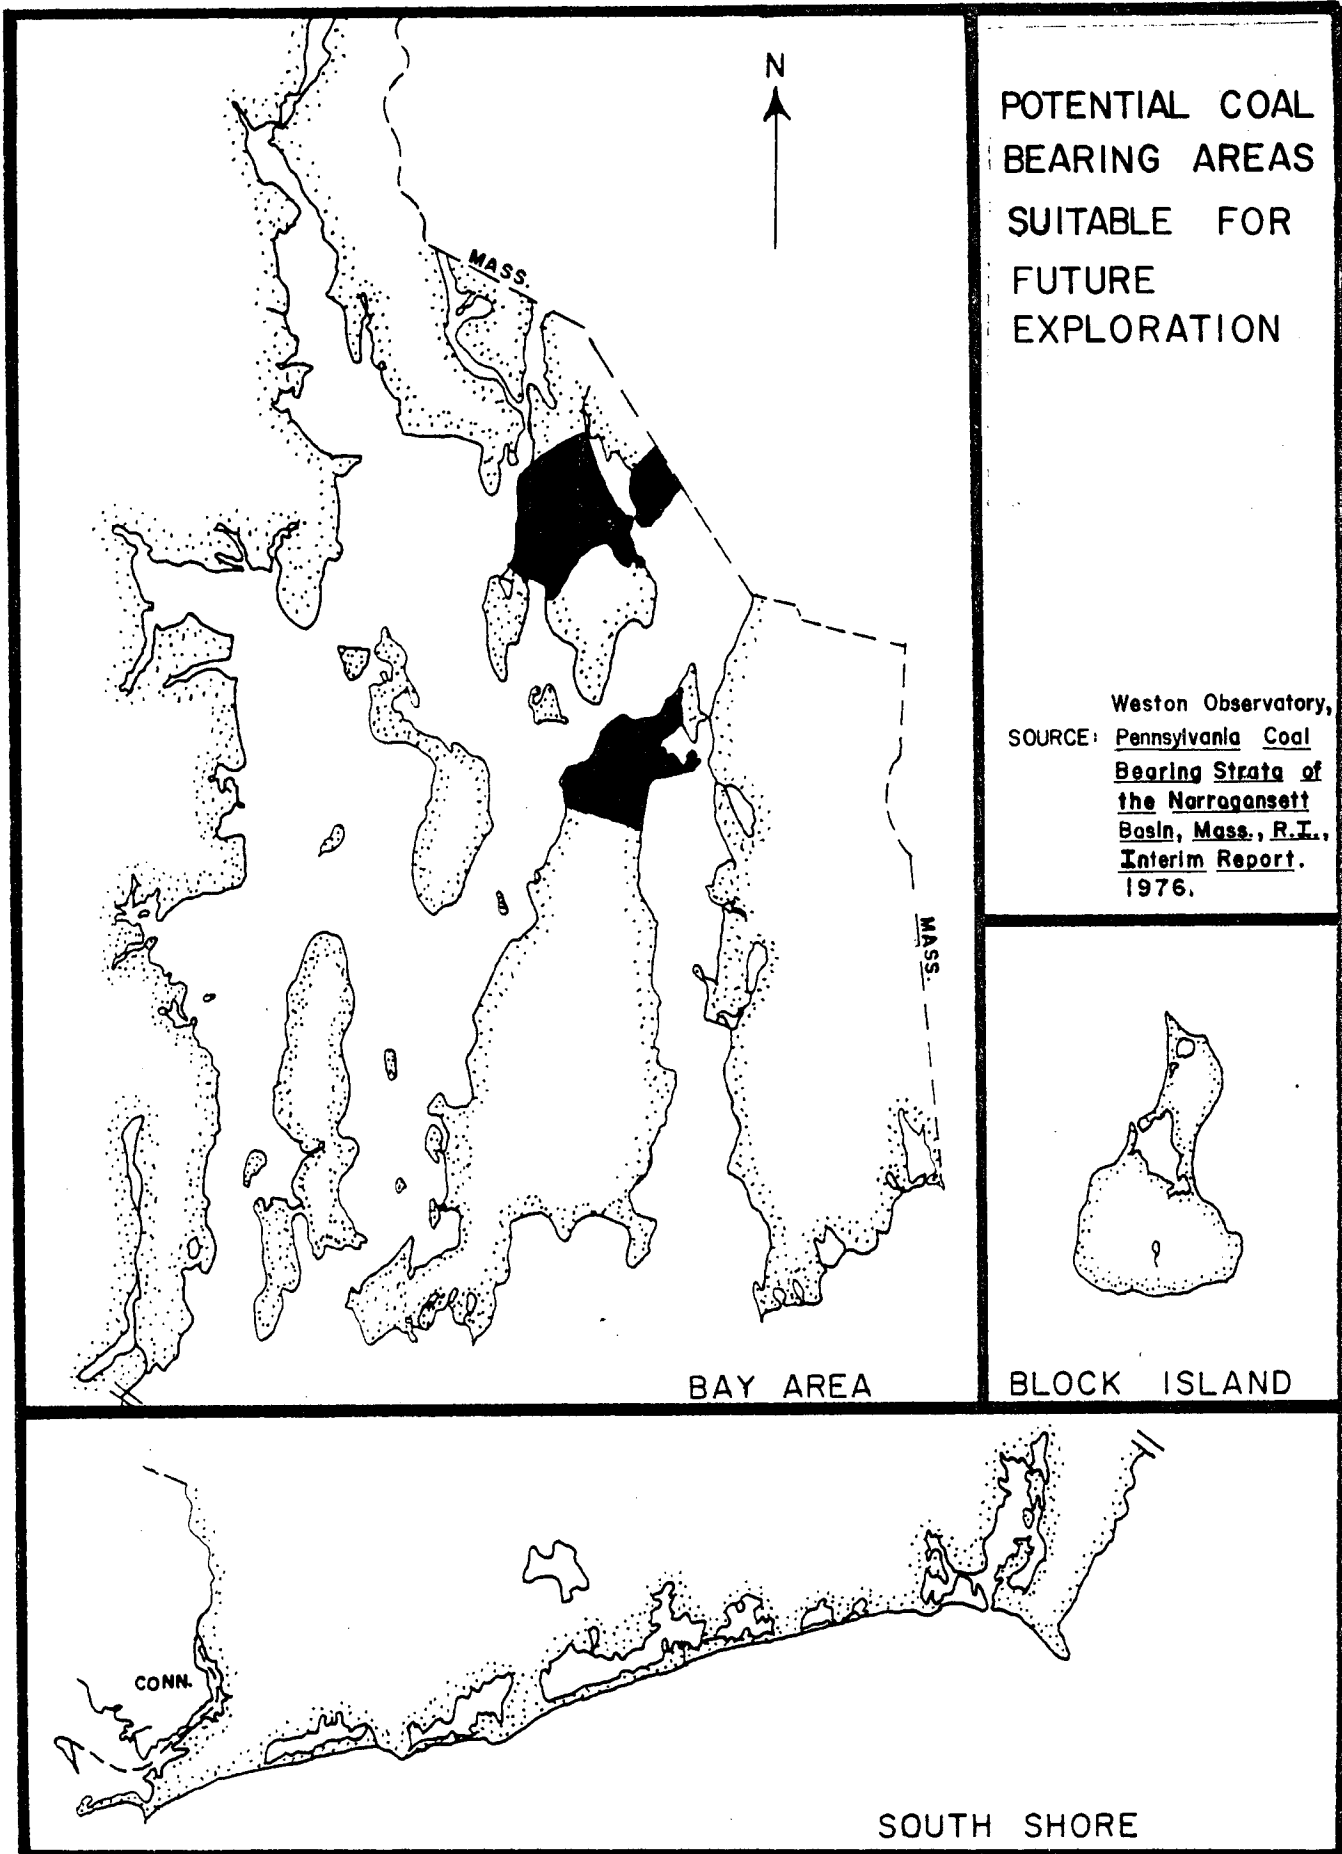 POTENTIAL COAL
BEARING AREAS
SUITABLE FOR
FUTURE
EXPLORATION
Weston Observatory,
SOURCE: Pennsylvania Coal
Bearing Strata of
the Narragansett
Basin, Mass., R.I.,
Interim Report.
1976.
N
MASS.
MASS.
BAY AREA
BLOCK ISLAND
CONN.
SOUTH SHORE